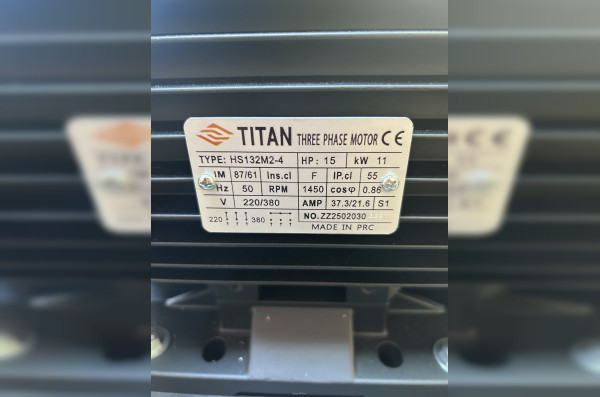 TITAN THREE PHASE MOTOR CE
TYPE: HS132M2-4 HP: 15 kW 11
IM 87/61 Ins.cl F IP.cl 55
Hz 50 RPM 1450 cosφ 0.86
V 220/380 AMP 37.3/21.6 S1
220 380 NO.ZZ2502030
MADE IN PRC